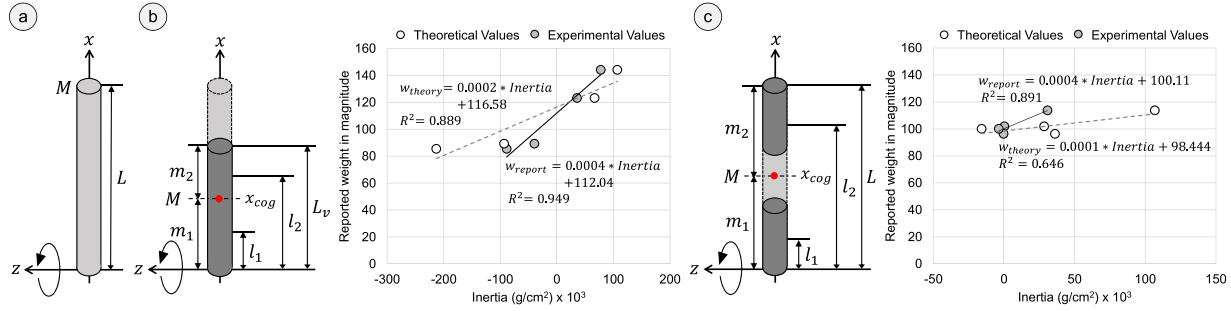 a
x
M
L
z
b
x
m₂
M
m₁
x_cog
l₂
l₁
L_v
z
○ Theoretical Values ● Experimental Values
Reported weight in magnitude
160
140
120
100
80
60
40
20
0
w_theory = 0.0002 * Inertia
+116.58
R² = 0.889
w_report = 0.0004 * Inertia
+112.04
R² = 0.949
-300 -200 -100 0 100 200
Inertia (g/cm²) x 10³
c
x
m₂
M
m₁
x_cog
l₂
L
l₁
z
○ Theoretical Values ● Experimental Values
Reported weight in magnitude
160
140
120
100
80
60
40
20
0
w_report = 0.0004 * Inertia + 100.11
R² = 0.891
w_theory = 0.0001 * Inertia + 98.444
R² = 0.646
-50 0 50 100 150
Inertia (g/cm²) x 10³